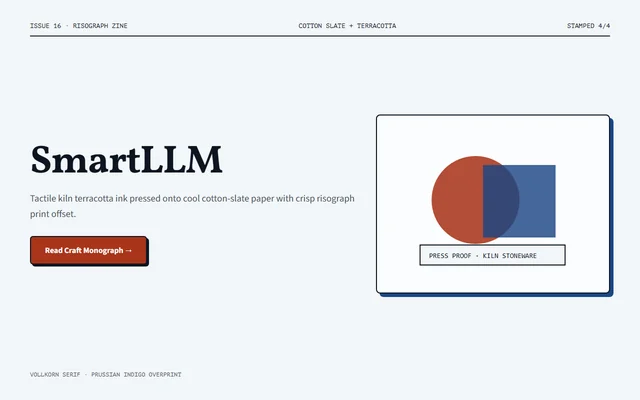 ISSUE 16 · RISOGRAPH ZINE
COTTON SLATE + TERRACOTTA
STAMPED 4/4
SmartLLM
Tactile kiln terracotta ink pressed onto cool cotton-slate paper with crisp risograph
print offset.
Read Craft Monograph →
PRESS PROOF · KILN STONEWARE
VOLLKORN SERIF · PRUSSIAN INDIGO OVERPRINT